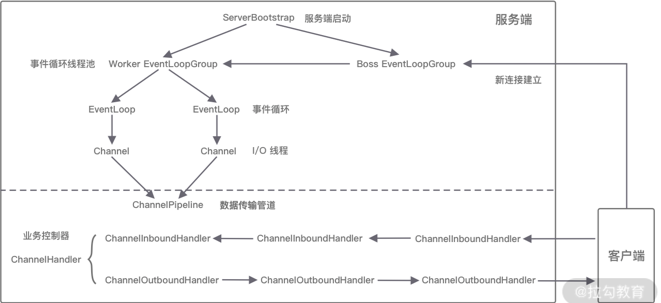 ServerBootstrap 服务端启动
服务端
事件循环线程池 Worker EventLoopGroup
Boss EventLoopGroup
新连接建立
EventLoop EventLoop 事件循环
Channel Channel I/O 线程
ChannelPipeline 数据传输管道
业务控制器
ChannelHandler
ChannelInboundHandler ChannelInboundHandler ChannelInboundHandler
ChannelOutboundHandler ChannelOutboundHandler ChannelOutboundHandler
客户端
@拉勾教育